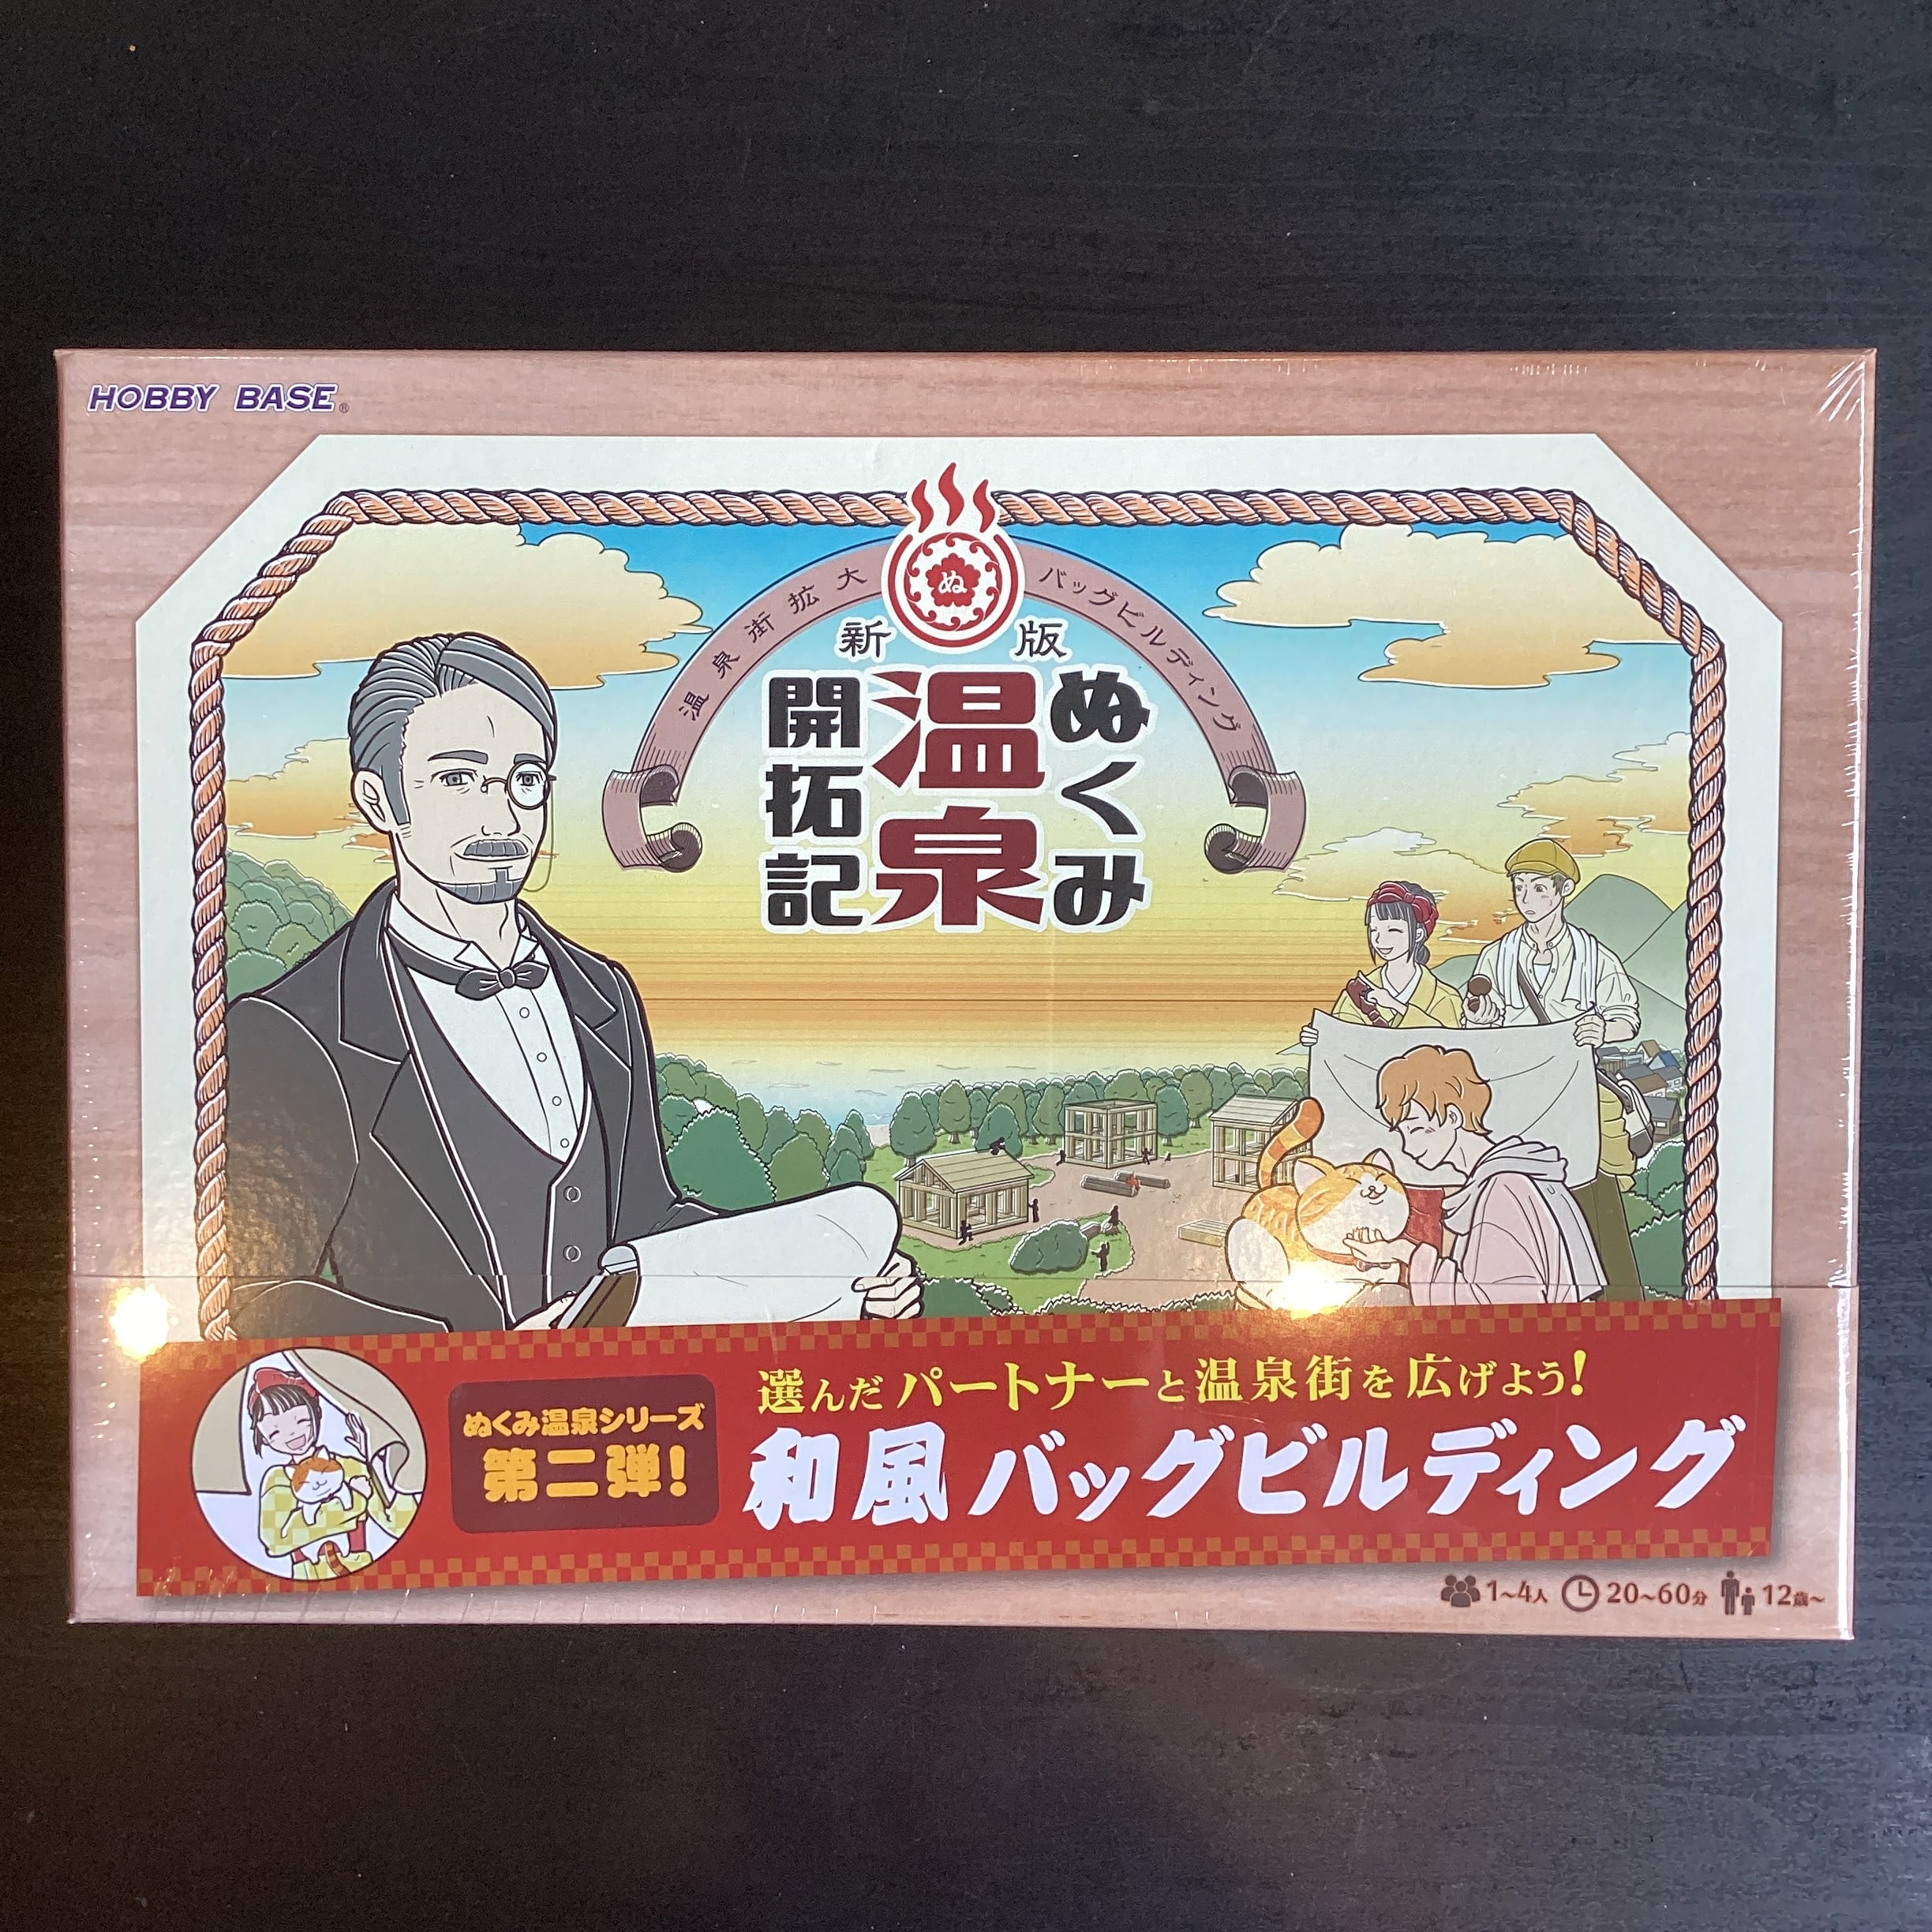 HOBBY BASE®
温泉街拡大 バッグビルディング
ぬ
新版
ぬくみ
温泉
開拓記
選んだパートナーと温泉街を広げよう!
ぬくみ温泉シリーズ
第二弾!
和風バッグビルディング
1~4人 20~60分 12歳~